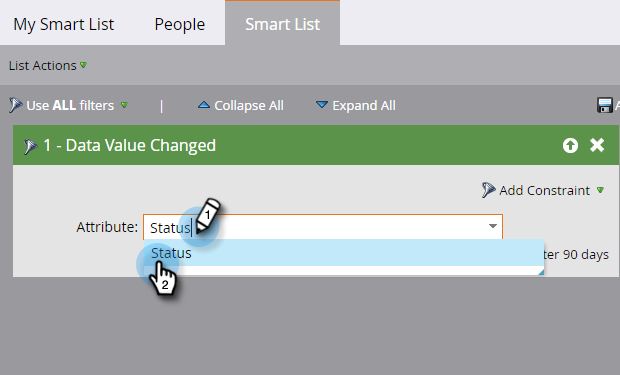 My Smart List People Smart List
List Actions
Use ALL filters | Collapse All Expand All
1 - Data Value Changed
Add Constraint
Attribute: Status
1
Status
90 days
2